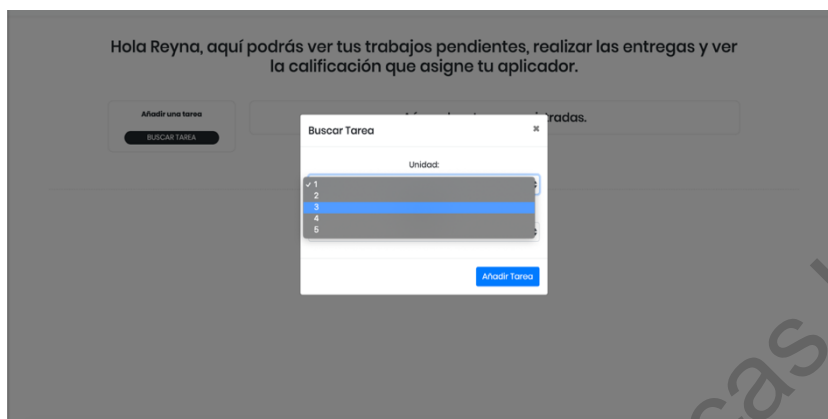 Hola Reyna, aquí podrás ver tus trabajos pendientes, realizar las entregas y ver
la calificación que asigne tu aplicador.
Añadir una tarea
BUSCAR TAREA
Buscar Tarea
×
Unidad:
✓ 1
2
3
4
5
Añadir Tarea